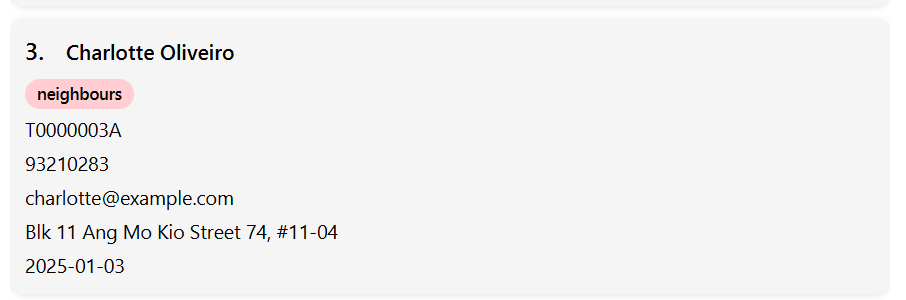 3. Charlotte Oliveiro
neighbours
T0000003A
93210283
charlotte@example.com
Blk 11 Ang Mo Kio Street 74, #11-04
2025-01-03